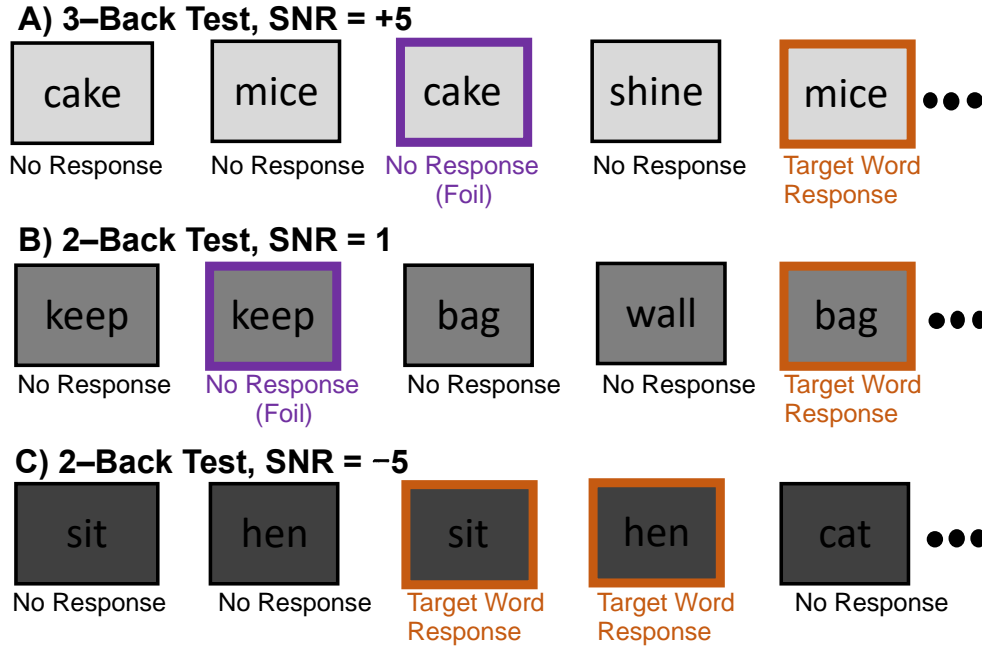 A) 3–Back Test, SNR = +5
cake mice cake shine mice
No Response No Response No Response No Response Target Word
(Foil) Response
B) 2–Back Test, SNR = 1
keep keep bag wall bag
No Response No Response No Response No Response Target Word
(Foil) Response
C) 2–Back Test, SNR = −5
sit hen sit hen cat
No Response No Response Target Word Target Word No Response
Response Response